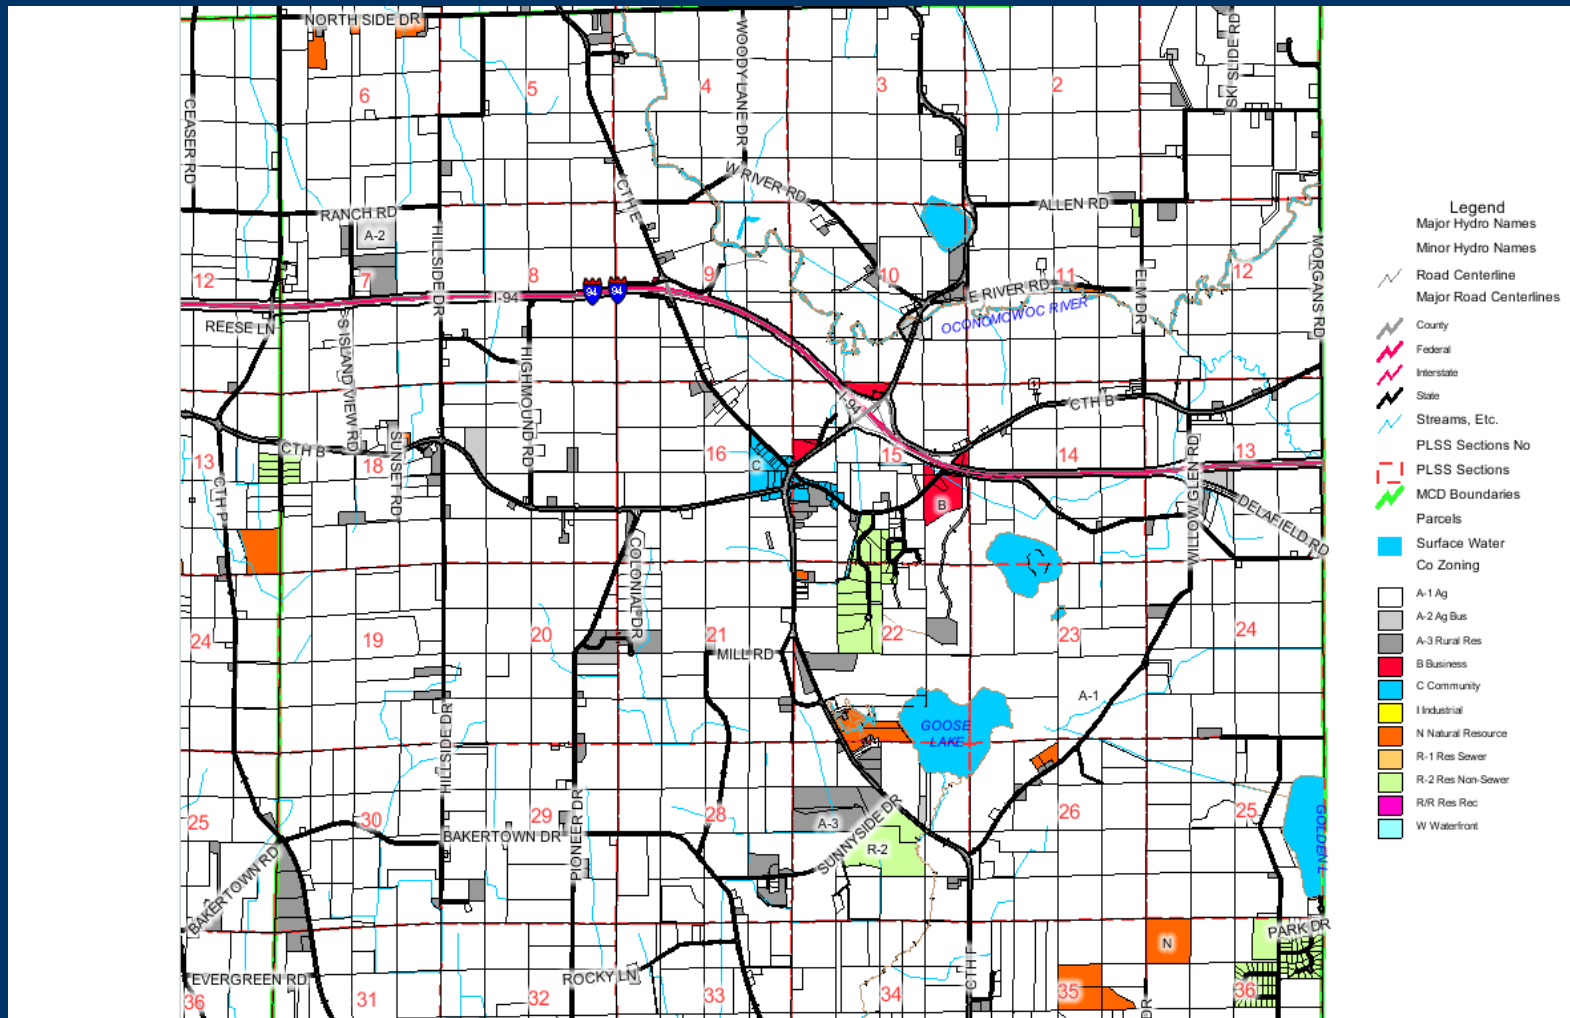 NORTH SIDE DR
WOODY LANE DR
SKI SLIDE RD
CEASER RD
6
5
4
3
2
W RIVER RD
CTH E
RANCH RD
ALLEN RD
A-2
HILLSIDE DR
MORGANS RD
12
7
8
9
10
11
12
ELM DR
94
94
I-94
E RIVER RD
OCONOMOWOC RIVER
REESE LN
S ISLAND VIEW RD
HIGHMOUND RD
I-94
CTH B
SUNSET RD
CTH B
WILLOW GLEN RD
13
18
16
C
15
14
13
CTH P
B
DELAFIELD RD
COLONIAL DR
24
19
20
21
22
23
24
MILL RD
A-1
HILLSIDE DR
GOOSE
LAKE
PIONEER DR
25
30
29
28
26
25
GOLDEN L
BAKERTOWN DR
A-3
SUNNYSIDE DR
R-2
BAKERTOWN RD
PARK DR
N
EVERGREEN RD
ROCKY LN
CTH F
36
31
32
33
34
35
36
DR
Legend
Major Hydro Names
Minor Hydro Names
Road Centerline
Major Road Centerlines
County
Federal
Interstate
State
Streams, Etc.
PLSS Sections No
PLSS Sections
MCD Boundaries
Parcels
Surface Water
Co Zoning
A-1 Ag
A-2 Ag Bus
A-3 Rural Res
B Business
C Community
I Industrial
N Natural Resource
R-1 Res Sewer
R-2 Res Non-Sewer
R/R Res Rec
W Waterfront